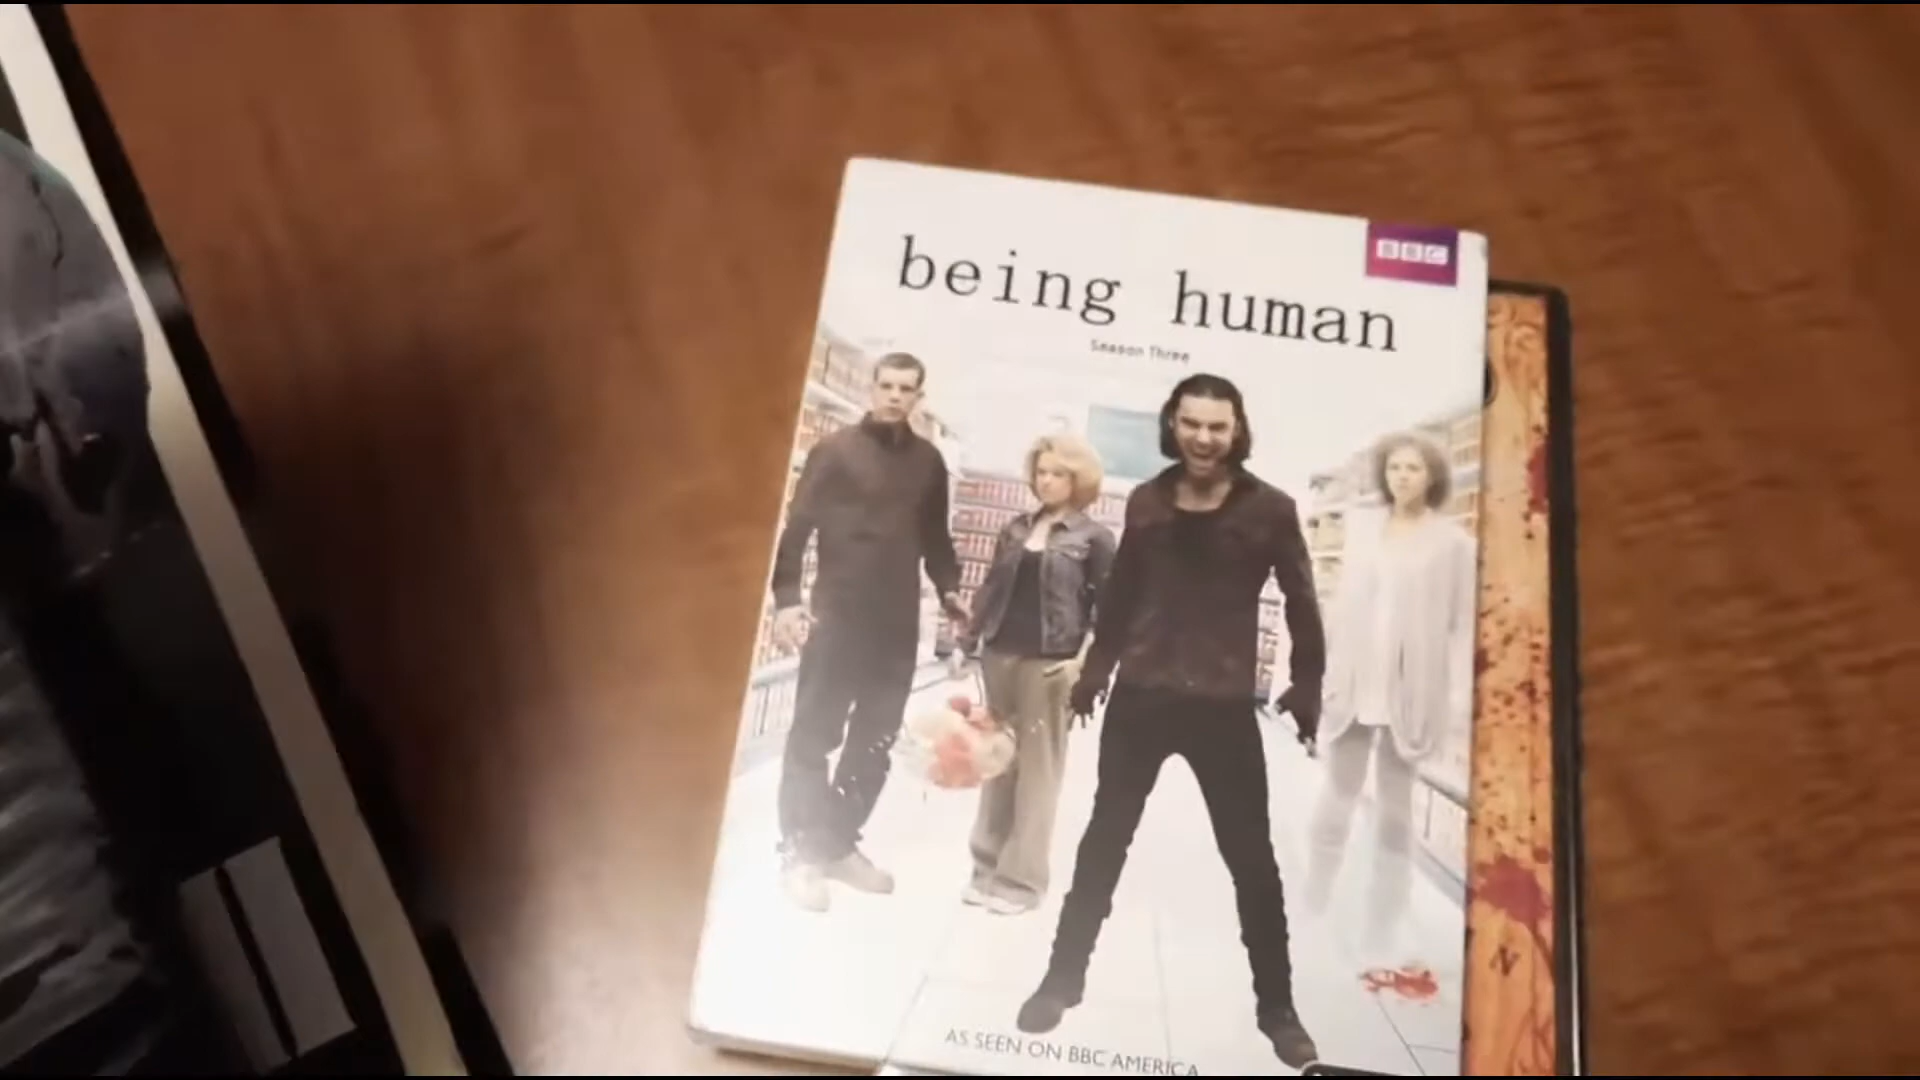 being human
BBC
Season Three
AS SEEN ON BBC AMERICA
N